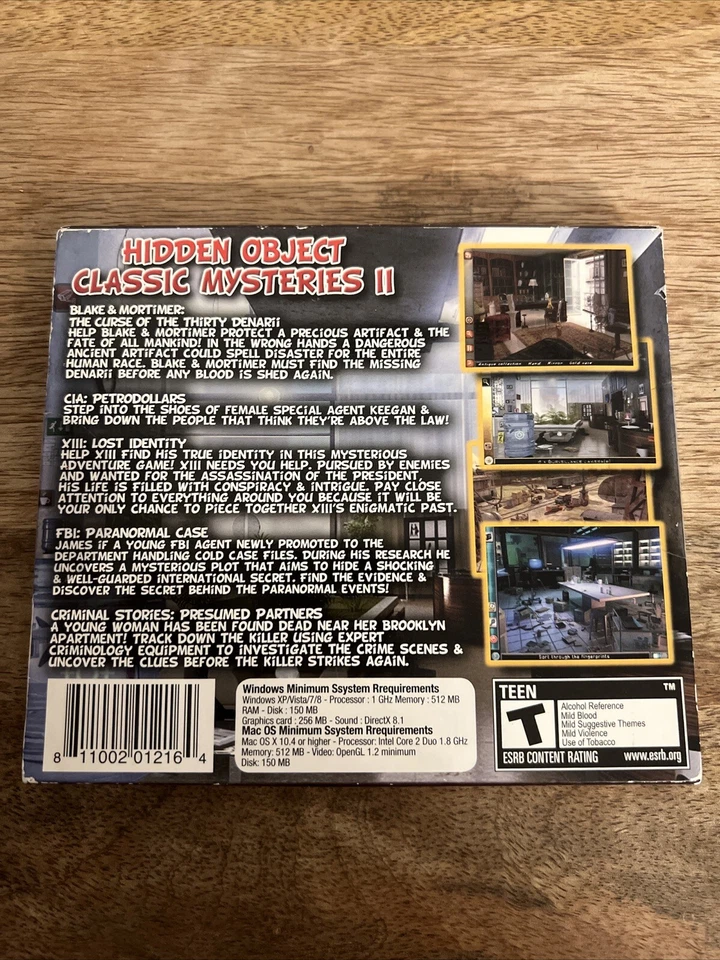 HIDDEN OBJECT
CLASSIC MYSTERIES II
BLAKE & MORTIMER:
THE CURSE OF THE THIRTY DENARII
HELP BLAKE & MORTIMER PROTECT A PRECIOUS ARTIFACT & THE
FATE OF ALL MANKIND! IN THE WRONG HANDS A DANGEROUS
ANCIENT ARTIFACT COULD SPELL DISASTER FOR THE ENTIRE
HUMAN RACE. BLAKE & MORTIMER MUST FIND THE MISSING
DENARII BEFORE ANY BLOOD IS SHED AGAIN.
CIA: PETRODOLLARS
STEP INTO THE SHOES OF FEMALE SPECIAL AGENT KEEGAN &
BRING DOWN THE PEOPLE THAT THINK THEY'RE ABOVE THE LAW!
XIII: LOST IDENTITY
HELP XIII FIND HIS TRUE IDENTITY IN THIS MYSTERIOUS
ADVENTURE GAME! XIII NEEDS YOU HELP. PURSUED BY ENEMIES
AND WANTED FOR THE ASSASSINATION OF THE PRESIDENT,
HIS LIFE IS FILLED WITH CONSPIRACY & INTRIGUE. PAY CLOSE
ATTENTION TO EVERYTHING AROUND YOU BECAUSE IT WILL BE
YOUR ONLY CHANCE TO PIECE TOGETHER XIII'S ENIGMATIC PAST.
FBI: PARANORMAL CASE
JAMES IF A YOUNG FBI AGENT NEWLY PROMOTED TO THE
DEPARTMENT HANDLING COLD CASE FILES. DURING HIS RESEARCH HE
UNCOVERS A MYSTERIOUS PLOT THAT AIMS TO HIDE A SHOCKING
& WELL-GUARDED INTERNATIONAL SECRET. FIND THE EVIDENCE &
DISCOVER THE SECRET BEHIND THE PARANORMAL EVENTS!
CRIMINAL STORIES: PRESUMED PARTNERS
A YOUNG WOMAN HAS BEEN FOUND DEAD NEAR HER BROOKLYN
APARTMENT! TRACK DOWN THE KILLER USING EXPERT
CRIMINOLOGY EQUIPMENT TO INVESTIGATE THE CRIME SCENES &
UNCOVER THE CLUES BEFORE THE KILLER STRIKES AGAIN.
Sort through the fingerprints
8 11002 01216 4
Windows Minimum Ssystem Rrequirements
Windows XP/Vista/7/8 - Processor : 1 GHz Memory : 512 MB
RAM - Disk : 150 MB
Graphics card : 256 MB - Sound : DirectX 8.1
Mac OS Minimum Ssystem Rrequirements
Mac OS X 10.4 or higher - Processor: Intel Core 2 Duo 1.8 GHz
Memory: 512 MB - Video: OpenGL 1.2 minimum
Disk: 150 MB
TEEN TM
T
Alcohol Reference
Mild Blood
Mild Suggestive Themes
Mild Violence
Use of Tobacco
ESRB CONTENT RATING www.esrb.org